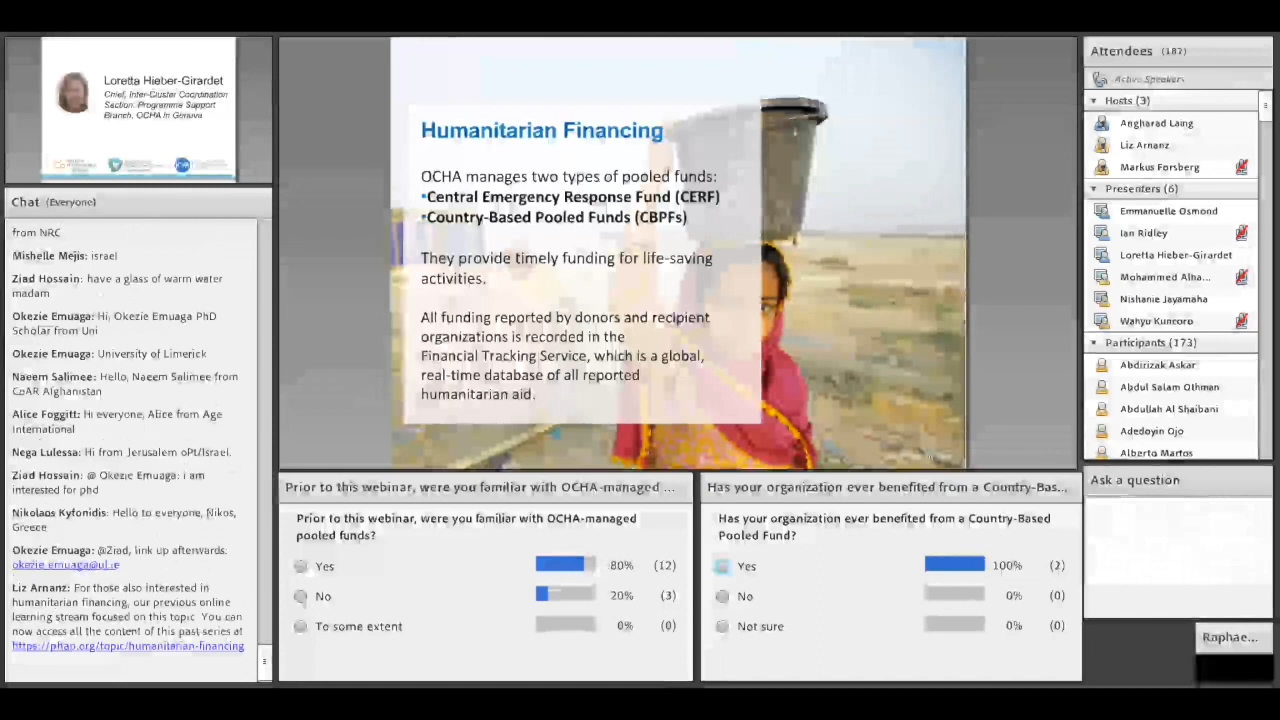 Loretta Hieber-Girardet
Chief, Inter-Cluster Coordination
Section, Programme Support
Branch, OCHA in Geneva
Chat (Everyone)
from NRC
Mishelle Mejis: israel
Ziad Hossain: have a glass of warm water
madam
Okezie Emuaga: Hi, Okezie Emuaga PhD
Scholar from Uni
Okezie Emuaga: University of Limerick
Naeem Salimee: Hello, Naeem Salimee from
CoAR Afghanistan
Alice Foggitt: Hi everyone, Alice from Age
International
Nega Lulessa: Hi from Jerusalem oPt/Israel.
Ziad Hossain: @ Okezie Emuaga: i am
interested for phd
Nikolaos Kyfonidis: Hello to everyone, Nikos,
Greece
Okezie Emuaga: @Ziad, link up afterwards.
okezie.emuaga@ul.ie
Liz Arnanz: For those also interested in
humanitarian financing, our previous online
learning stream focused on this topic. You can
now access all the content of this past series at
https://phap.org/topic/humanitarian-financing
Humanitarian Financing
OCHA manages two types of pooled funds:
•Central Emergency Response Fund (CERF)
•Country-Based Pooled Funds (CBPFs)
They provide timely funding for life-saving
activities.
All funding reported by donors and recipient
organizations is recorded in the
Financial Tracking Service, which is a global,
real-time database of all reported
humanitarian aid.
Prior to this webinar, were you familiar with OCHA-managed ...
Prior to this webinar, were you familiar with OCHA-managed
pooled funds?
Yes 80% (12)
No 20% (3)
To some extent 0% (0)
Has your organization ever benefited from a Country-Bas...
Has your organization ever benefited from a Country-Based
Pooled Fund?
Yes 100% (2)
No 0% (0)
Not sure 0% (0)
Attendees (182)
Active Speakers
Hosts (3)
Angharad Laing
Liz Arnanz
Markus Forsberg
Presenters (6)
Emmanuelle Osmond
Ian Ridley
Loretta Hieber-Girardet
Mohammed Alha...
Nishanie Jayamaha
Wahyu Kuncoro
Participants (173)
Abdirizak Askar
Abdul Salam Othman
Abdullah Al Shaibani
Adedoyin Ojo
Alberto Martos
Ask a question
Raphae...